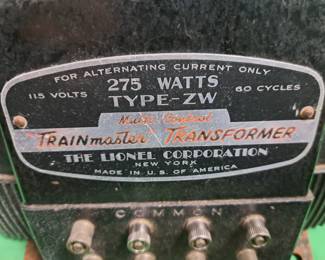 FOR ALTERNATING CURRENT ONLY
115 VOLTS 275 WATTS 60 CYCLES
TYPE-ZW
Multi-Control
TRAINmaster TRANSFORMER
THE LIONEL CORPORATION
NEW YORK
MADE IN U.S. OF AMERICA
COMMON